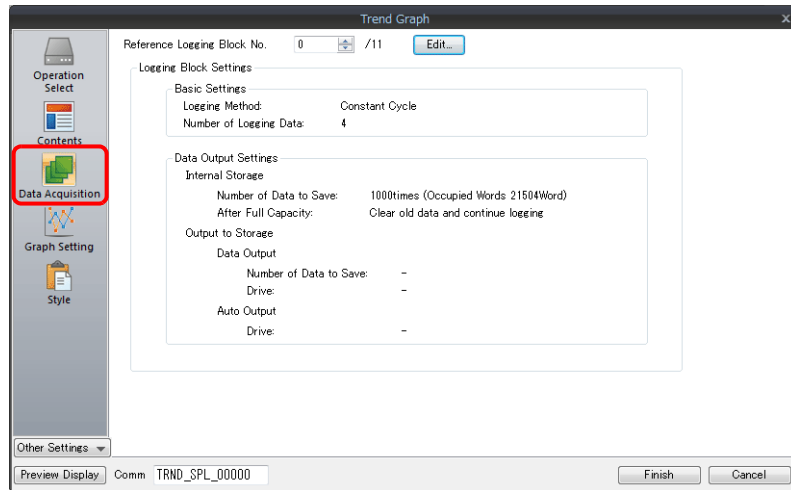 Trend Graph
x
Operation
Select
Contents
Data Acquisition
Graph Setting
Style
Other Settings
Reference Logging Block No. 0 /11 Edit...
Logging Block Settings
Basic Settings
Logging Method: Constant Cycle
Number of Logging Data: 4
Data Output Settings
Internal Storage
Number of Data to Save: 1000times (Occupied Words 21504Word)
After Full Capacity: Clear old data and continue logging
Output to Storage
Data Output
Number of Data to Save: -
Drive: -
Auto Output
Drive: -
Preview Display Comm TRND_SPL_00000 Finish Cancel